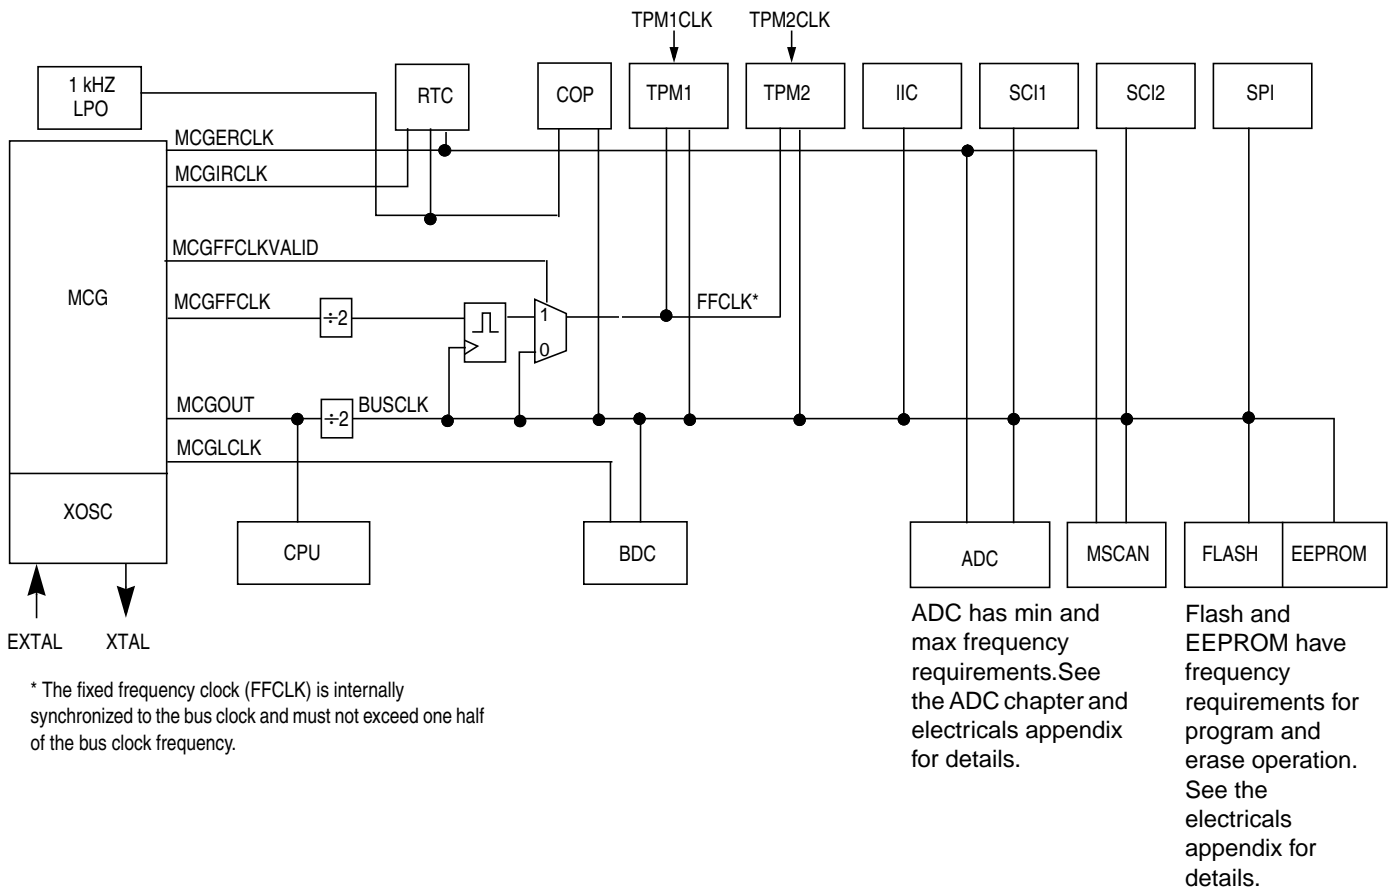 TPM1CLK TPM2CLK
1 kHZ
LPO
RTC
COP
TPM1
TPM2
IIC
SCI1
SCI2
SPI
MCGERCLK
MCGIRCLK
MCGFFCLKVALID
MCG
MCGFFCLK
÷2
1
0
FFCLK*
MCGOUT
÷2
BUSCLK
MCGLCLK
XOSC
CPU
BDC
ADC
MSCAN
FLASH
EEPROM
EXTAL
XTAL
* The fixed frequency clock (FFCLK) is internally
synchronized to the bus clock and must not exceed one half
of the bus clock frequency.
ADC has min and
max frequency
requirements.See
the ADC chapter and
electricals appendix
for details.
Flash and
EEPROM have
frequency
requirements for
program and
erase operation.
See the
electricals
appendix for
details.